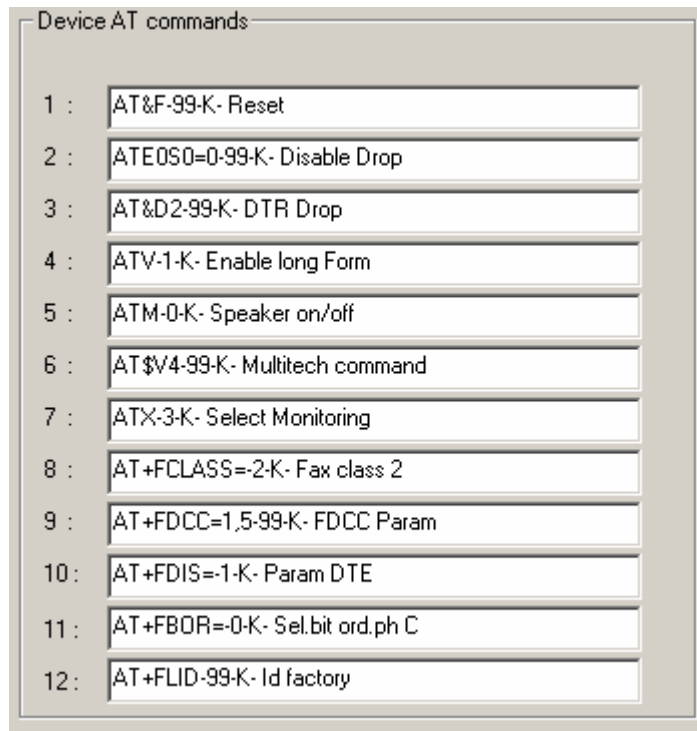 Device AT commands
1 : AT&F-99-K- Reset
2 : ATE0S0=0-99-K- Disable Drop
3 : AT&D2-99-K- DTR Drop
4 : ATV-1-K- Enable long Form
5 : ATM-0-K- Speaker on/off
6 : AT$V4-99-K- Multitech command
7 : ATX-3-K- Select Monitoring
8 : AT+FCLASS=-2-K- Fax class 2
9 : AT+FDCC=1,5-99-K- FDCC Param
10 : AT+FDIS=-1-K- Param DTE
11 : AT+FBOR=-0-K- Sel.bit ord.ph C
12 : AT+FLID-99-K- Id factory